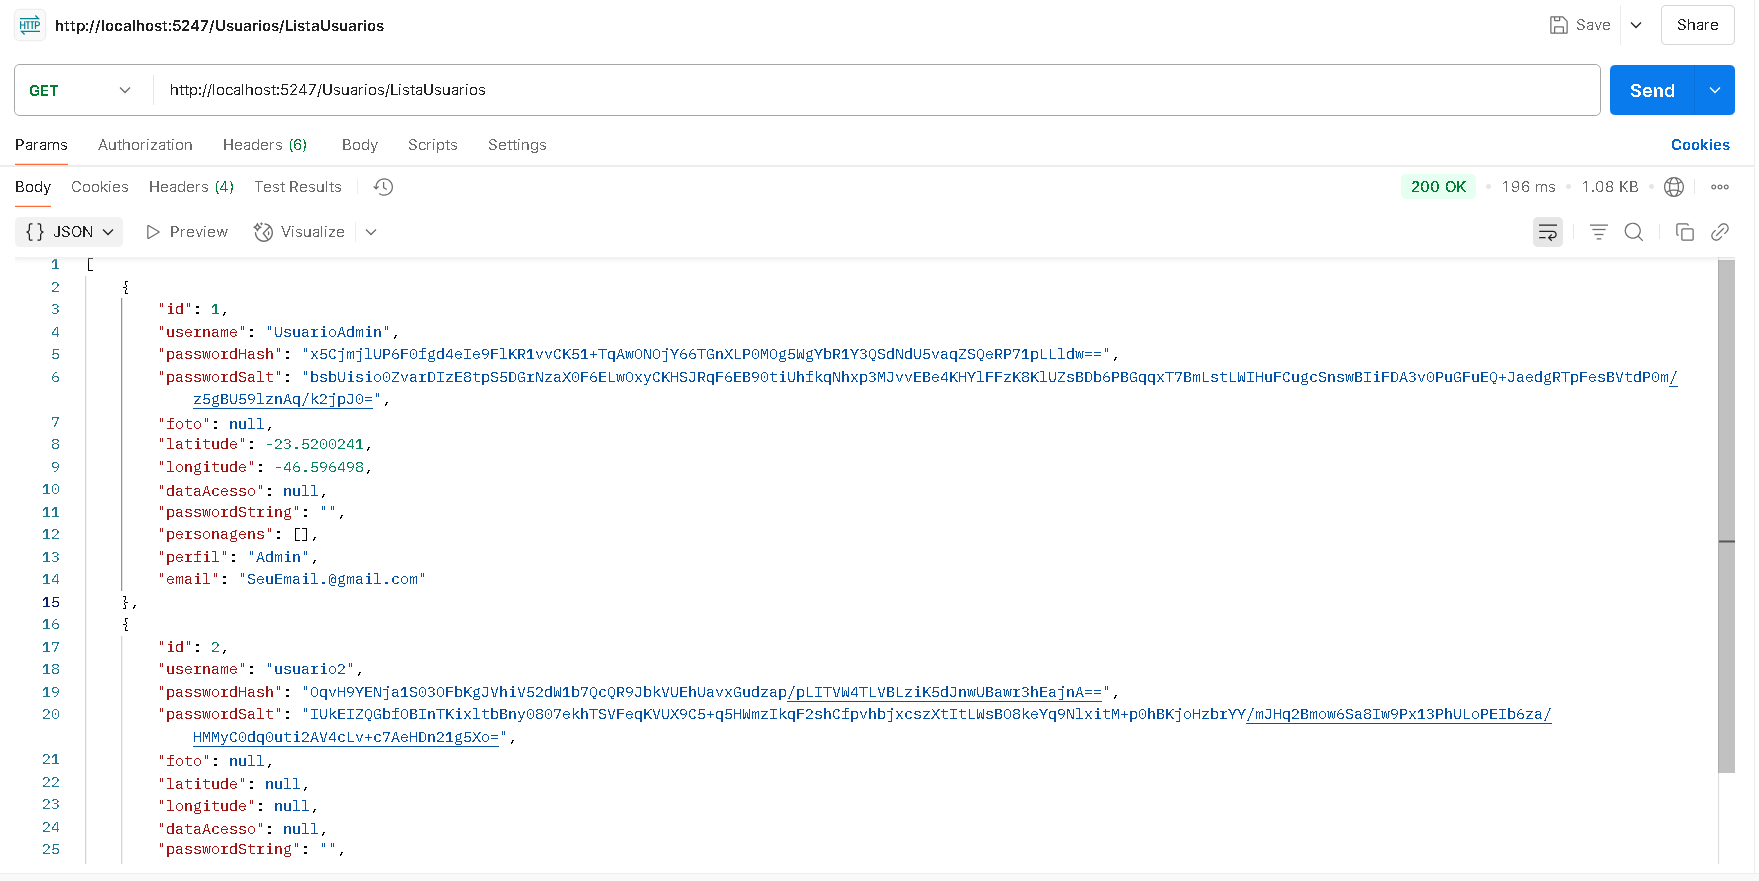 HTTP http://localhost:5247/Usuarios/ListaUsuarios Save Share
GET http://localhost:5247/Usuarios/ListaUsuarios Send
Params Authorization Headers (6) Body Scripts Settings Cookies
Body Cookies Headers (4) Test Results 200 OK 196 ms 1.08 KB
{} JSON Preview Visualize
1 [
2 {
3 "id": 1,
4 "username": "UsuarioAdmin",
5 "passwordHash": "x5CjmjlUP6F0fgd4eIe9FlKR1vvCK51+TqAwONOjY66TGnXLP0MOg5WgYbR1Y3QSdNdU5vaqZSQeRP71pLLldw==",
6 "passwordSalt": "bsbUisio0ZvarDIzE8tpS5DGrNzaX0F6ELwOxyCKHSJRqF6EB90tiUhfkqNhxp3MJvvEBe4KHYlFFzK8KlUZsBDb6PBGqqxT7BmLstLWIHuFCugcSnswBIiFDA3v0PuGFuEQ+JaedgRTpFesBVtdP0m/
z5gBU59lznAq/k2jpJ0=",
7 "foto": null,
8 "latitude": -23.5200241,
9 "longitude": -46.596498,
10 "dataAcesso": null,
11 "passwordString": "",
12 "personagens": [],
13 "perfil": "Admin",
14 "email": "SeuEmail.@gmail.com"
15 },
16 {
17 "id": 2,
18 "username": "usuario2",
19 "passwordHash": "OqvH9YENja1S03OFbKgJVhiV52dW1b7QcQR9JbkVUEhUavxGudzap/pLITVW4TLVBLziK5dJnwUBawr3hEajnA==",
20 "passwordSalt": "IUkEIZQGbfOBInTKixltbBny0807ekhTSVFeqKVUX9C5+q5HWmzIkqF2shCfpvhbjxcszXtItLWsBO8keYq9NlxitM+p0hBKjoHzbrYY/mJHq2Bmow6Sa8Iw9Px13PhULoPEIb6za/
HMMyC0dq0uti2AV4cLv+c7AeHDn21g5Xo=",
21 "foto": null,
22 "latitude": null,
23 "longitude": null,
24 "dataAcesso": null,
25 "passwordString": "",